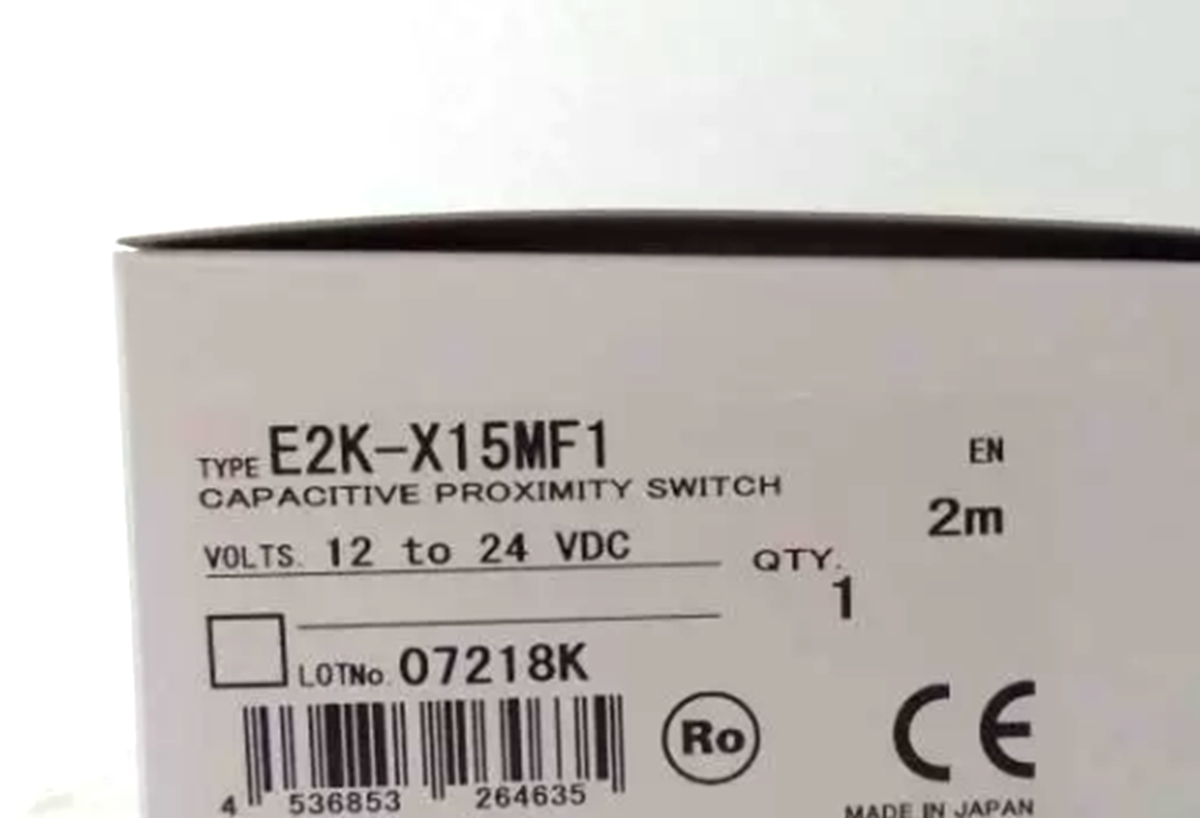 TYPE E2K-X15MF1
EN
CAPACITIVE PROXIMITY SWITCH
2m
VOLTS. 12 to 24 VDC
QTY.
1
LOTNo. 07218K
Ro
CE
4 536853 264635
MADE IN JAPAN